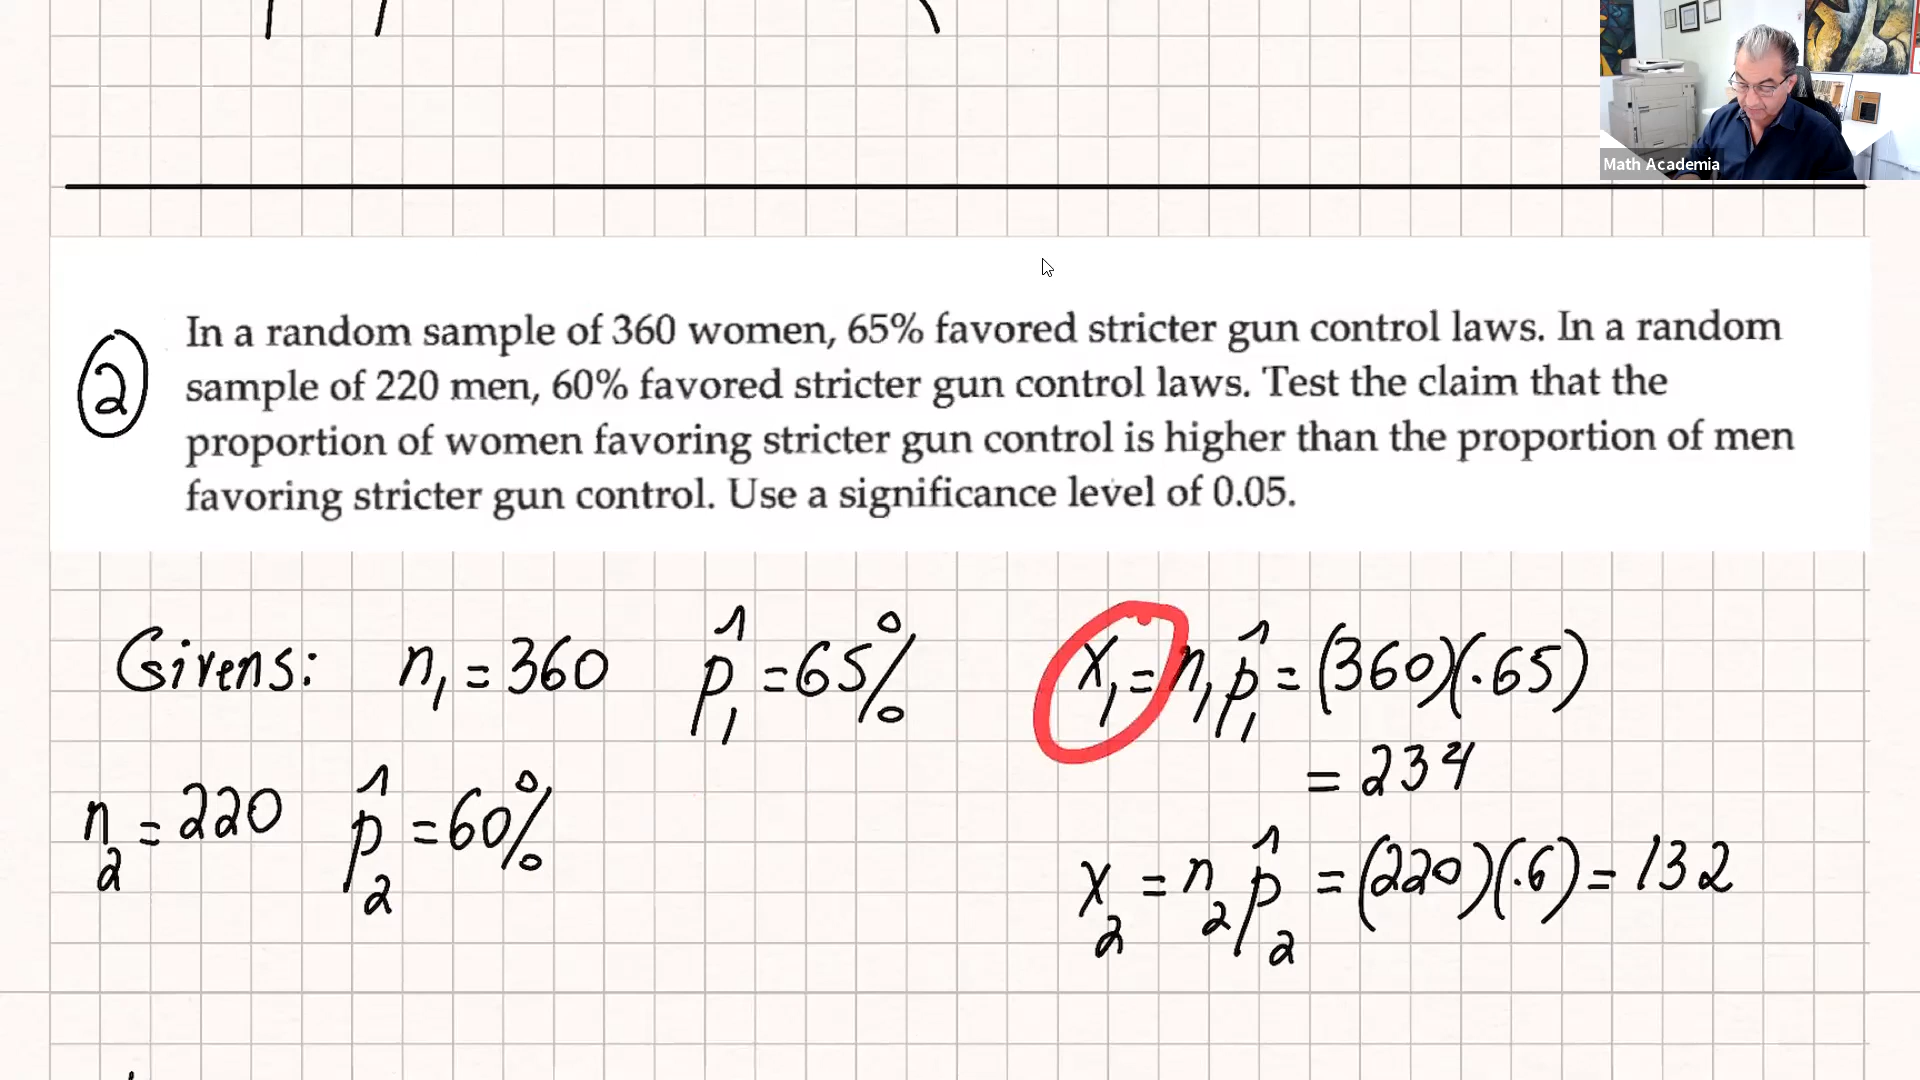 Math Academia
2
In a random sample of 360 women, 65% favored stricter gun control laws. In a random
sample of 220 men, 60% favored stricter gun control laws. Test the claim that the
proportion of women favoring stricter gun control is higher than the proportion of men
favoring stricter gun control. Use a significance level of 0.05.
Givens: n₁ = 360 p̂₁ = 65% x₁ = n₁p̂₁ = (360)(.65)
= 234
n₂ = 220 p̂₂ = 60%
x₂ = n₂p̂₂ = (220)(.6) = 132